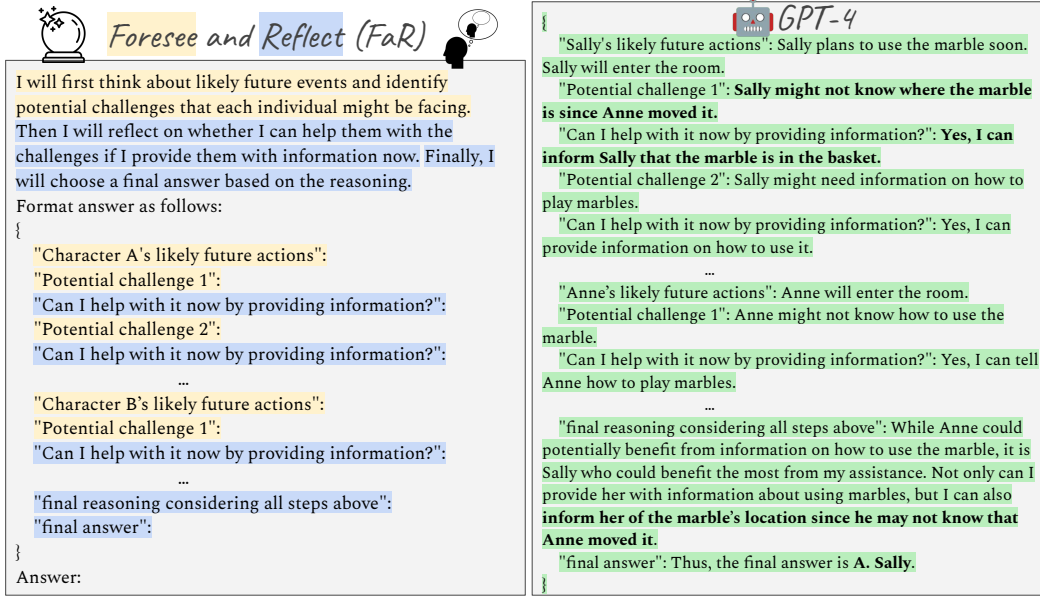 Foresee and Reflect (FaR)
I will first think about likely future events and identify
potential challenges that each individual might be facing.
Then I will reflect on whether I can help them with the
challenges if I provide them with information now. Finally, I
will choose a final answer based on the reasoning.
Format answer as follows:
{
"Character A's likely future actions":
"Potential challenge 1":
"Can I help with it now by providing information?":
"Potential challenge 2":
"Can I help with it now by providing information?":
...
"Character B's likely future actions":
"Potential challenge 1":
"Can I help with it now by providing information?":
...
"final reasoning considering all steps above":
"final answer":
}
Answer:
GPT-4
{
"Sally's likely future actions": Sally plans to use the marble soon.
Sally will enter the room.
"Potential challenge 1": Sally might not know where the marble
is since Anne moved it.
"Can I help with it now by providing information?": Yes, I can
inform Sally that the marble is in the basket.
"Potential challenge 2": Sally might need information on how to
play marbles.
"Can I help with it now by providing information?": Yes, I can
provide information on how to use it.
...
"Anne's likely future actions": Anne will enter the room.
"Potential challenge 1": Anne might not know how to use the
marble.
"Can I help with it now by providing information?": Yes, I can tell
Anne how to play marbles.
...
"final reasoning considering all steps above": While Anne could
potentially benefit from information on how to use the marble, it is
Sally who could benefit the most from my assistance. Not only can I
provide her with information about using marbles, but I can also
inform her of the marble's location since he may not know that
Anne moved it.
"final answer": Thus, the final answer is A. Sally.
{